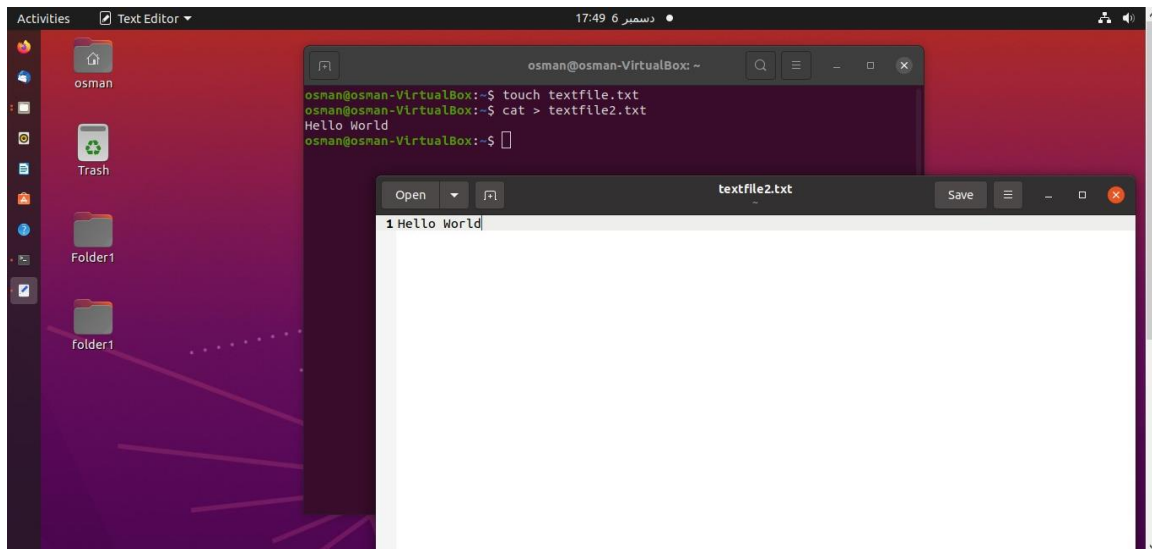 Activities Text Editor 17:49 6 دسمبر
osman
Trash
Folder1
folder1
osman@osman-VirtualBox: ~
osman@osman-VirtualBox:~$ touch textfile.txt
osman@osman-VirtualBox:~$ cat > textfile2.txt
Hello World
osman@osman-VirtualBox:~$
Open textfile2.txt Save
~
1 Hello World